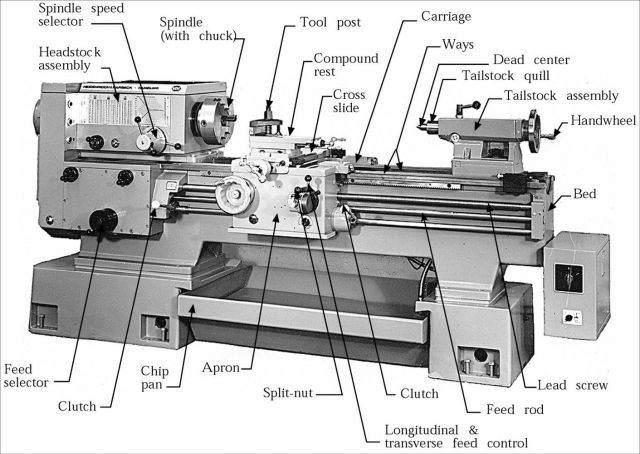 Spindle speed
selector
Spindle
(with chuck)
Tool post
Carriage
Headstock
assembly
Compound
rest
Ways
Dead center
Tailstock quill
Cross
slide
Tailstock assembly
Handwheel
Bed
Feed
selector
Clutch
Chip
pan
Apron
Split-nut
Clutch
Lead screw
Feed rod
Longitudinal &
transverse feed control